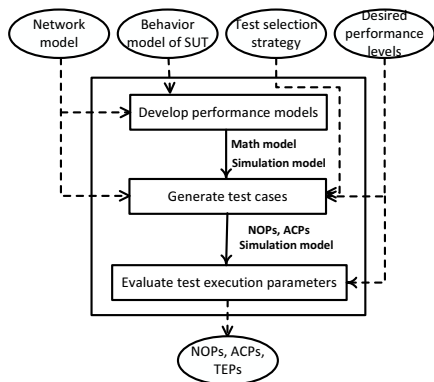 Network
model
Behavior
model of SUT
Test selection
strategy
Desired
performance
levels
Develop performance models
Math model
Simulation model
Generate test cases
NOPs, ACPs
Simulation model
Evaluate test execution parameters
NOPs, ACPs,
TEPs